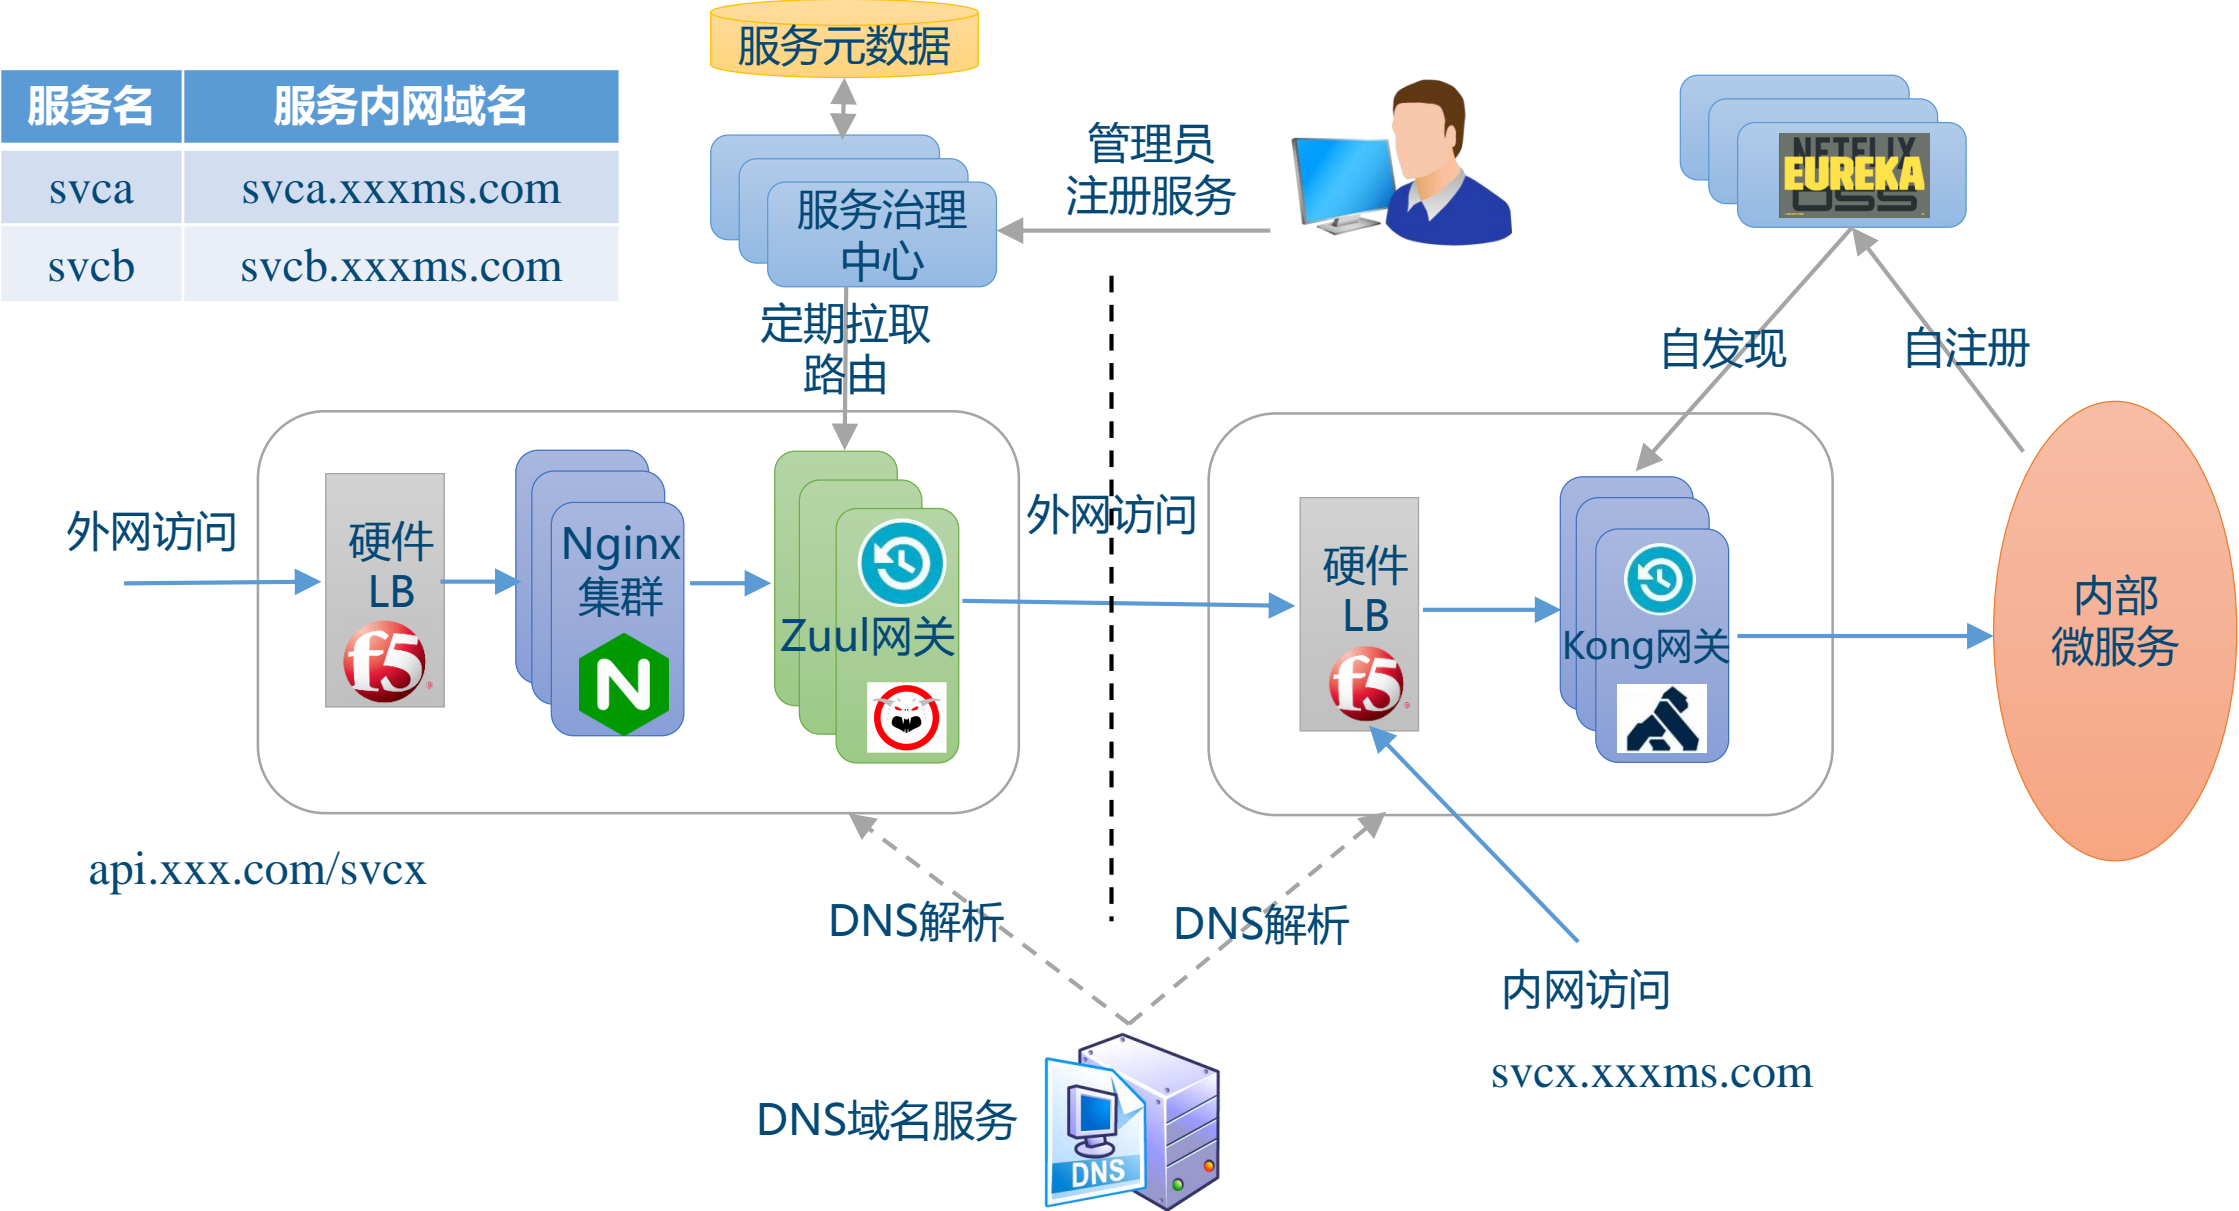 服务元数据
服务名 服务内网域名
svca svca.xxxms.com
svcb svcb.xxxms.com
服务治理
中心
管理员
注册服务
NETFLIX
EUREKA
OSS
定期拉取
路由
自发现
自注册
外网访问
硬件
LB
f5
Nginx
集群
N
Zuul网关
外网访问
硬件
LB
f5
Kong网关
内部
微服务
api.xxx.com/svcx
DNS解析
DNS解析
内网访问
svcx.xxxms.com
DNS域名服务
DNS